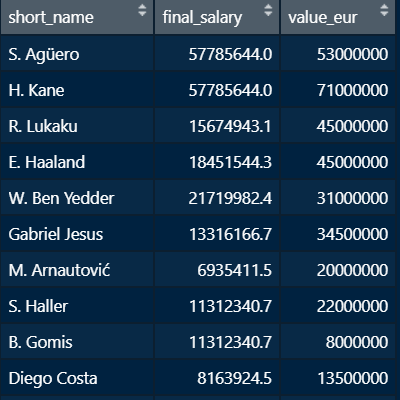 short_name final_salary value_eur
S. Agüero 57785644.0 53000000
H. Kane 57785644.0 71000000
R. Lukaku 15674943.1 45000000
E. Haaland 18451544.3 45000000
W. Ben Yedder 21719982.4 31000000
Gabriel Jesus 13316166.7 34500000
M. Arnautović 6935411.5 20000000
S. Haller 11312340.7 22000000
B. Gomis 11312340.7 8000000
Diego Costa 8163924.5 13500000